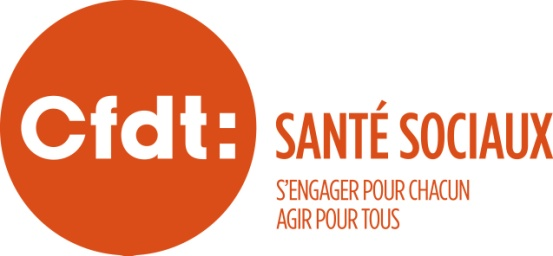 Cfdt:
SANTÉ SOCIAUX
S'ENGAGER POUR CHACUN
AGIR POUR TOUS